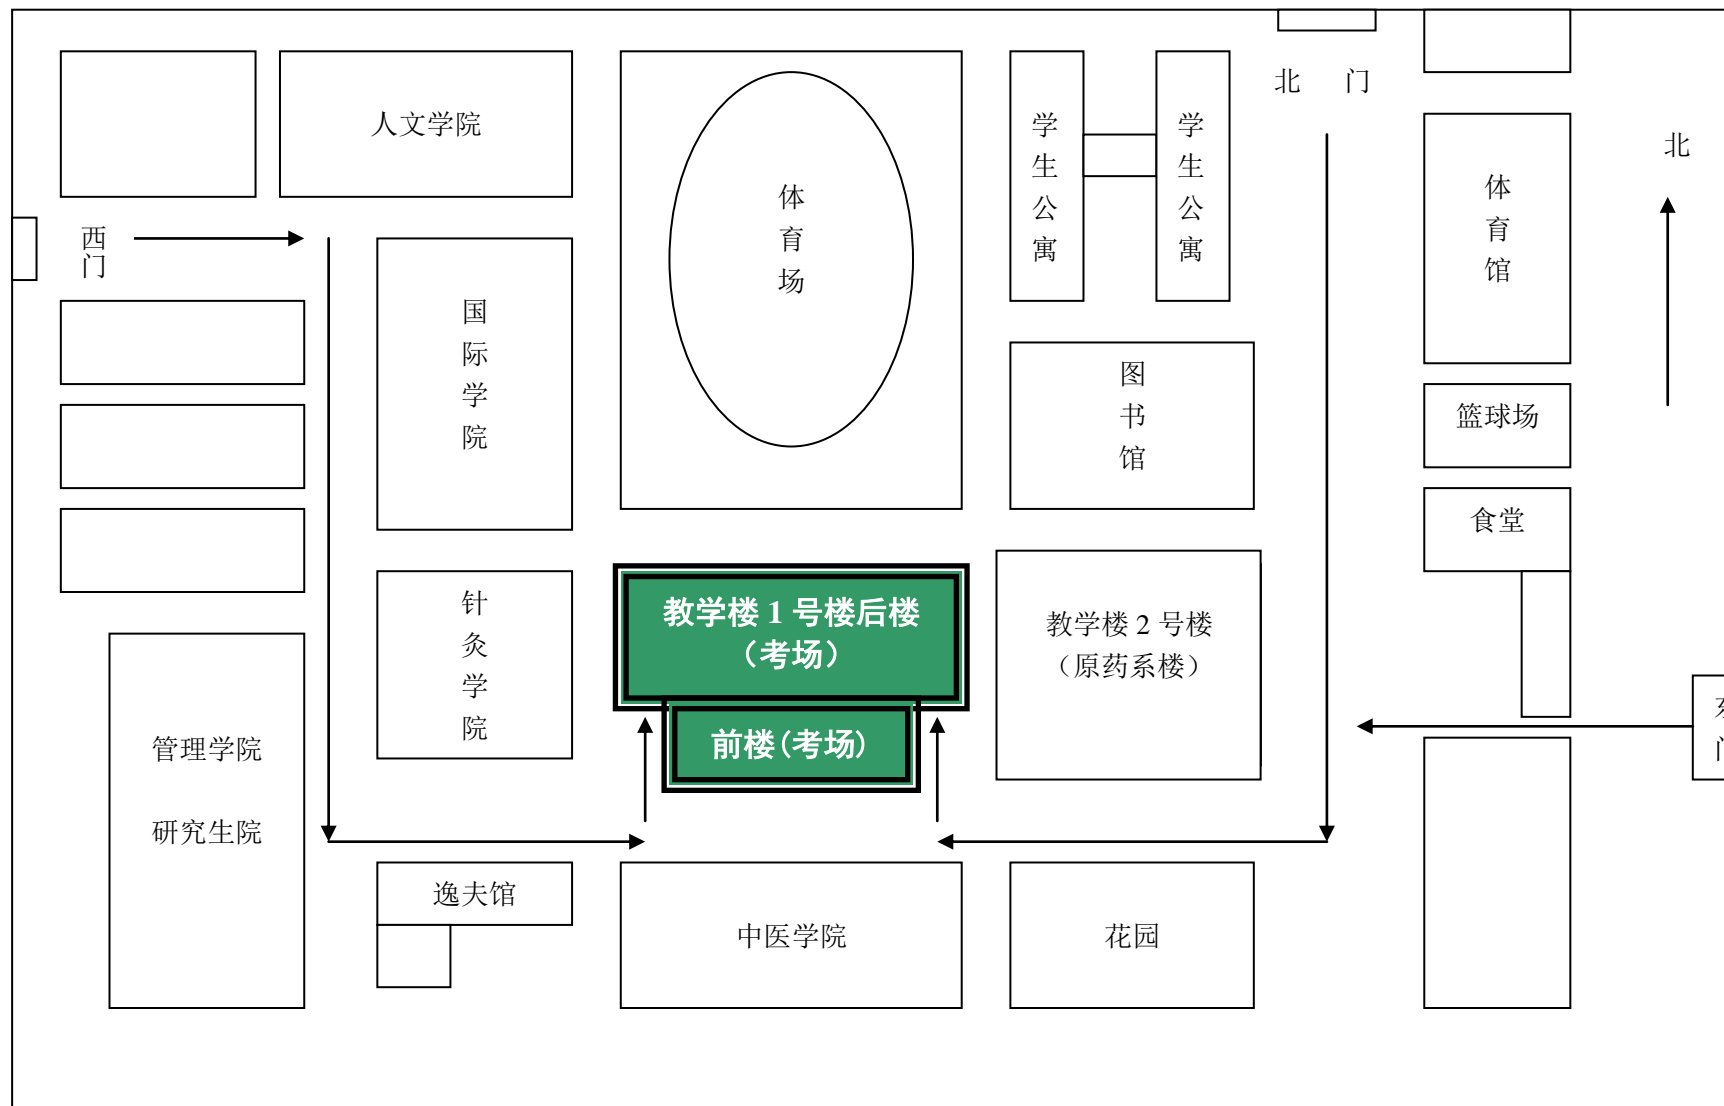 北 门
人文学院
学生公寓
学生公寓
北
体育场
体育馆
西门
国际学院
图书馆
篮球场
食堂
针灸学院
教学楼 1 号楼后楼
（考场）
教学楼 2 号楼
（原药系楼）
前楼(考场)
管理学院
研究生院
逸夫馆
中医学院
花园